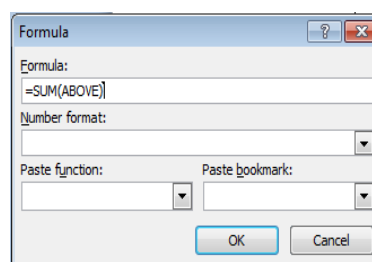 Formula
Formula:
=SUM(ABOVE)
Number format:
Paste function: Paste bookmark:
OK Cancel